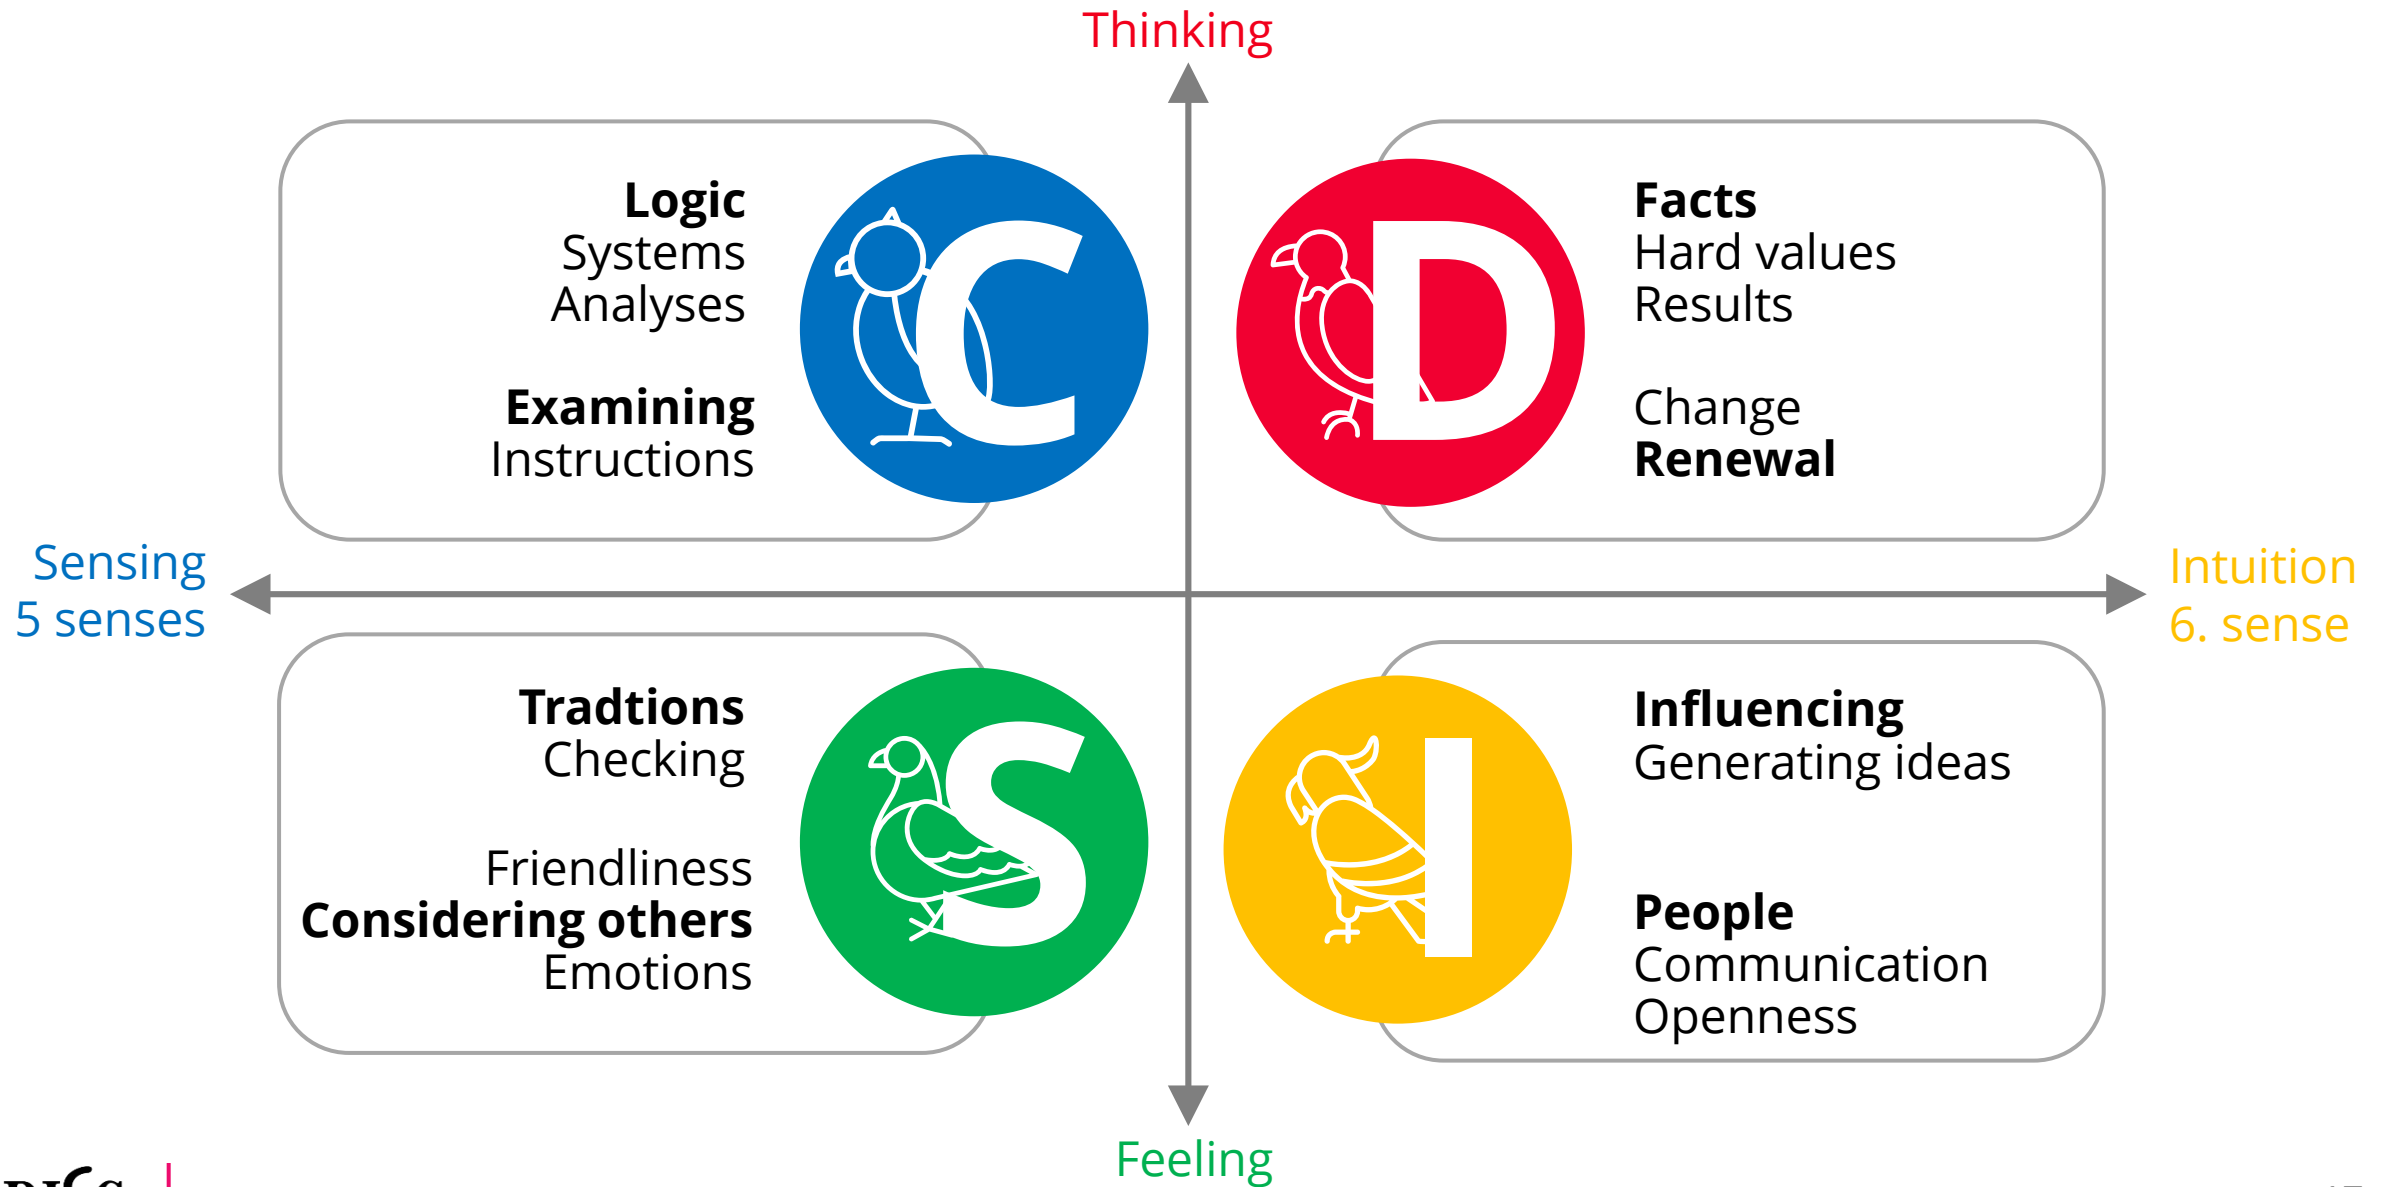 Thinking
Logic
Systems
Analyses
Examining
Instructions
C
D
Facts
Hard values
Results
Change
Renewal
Sensing
5 senses
Intuition
6. sense
Tradtions
Checking
Friendliness
Considering others
Emotions
S
I
Influencing
Generating ideas
People
Communication
Openness
Feeling